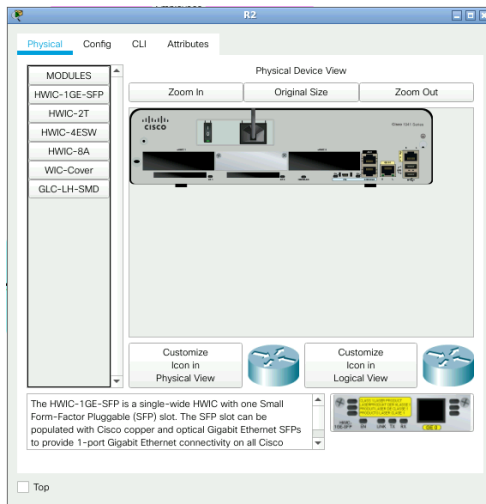 R2
Physical Config CLI Attributes
MODULES
HWIC-1GE-SFP
HWIC-2T
HWIC-4ESW
HWIC-8A
WIC-Cover
GLC-LH-SMD
Physical Device View
Zoom In Original Size Zoom Out
CISCO
Customize
Icon in
Physical View
Customize
Icon in
Logical View
The HWIC-1GE-SFP is a single-wide HWIC with one Small
Form-Factor Pluggable (SFP) slot. The SFP slot can be
populated with Cisco copper and optical Gigabit Ethernet SFPs
to provide 1-port Gigabit Ethernet connectivity on all Cisco
Top